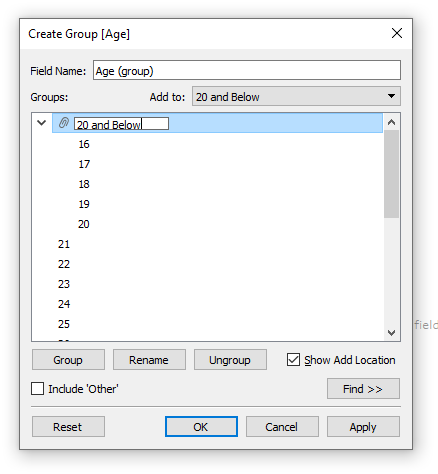 Create Group [Age]
Field Name: Age (group)
Groups: Add to: 20 and Below
20 and Below
16
17
18
19
20
21
22
23
24
25
field
Group Rename Ungroup Show Add Location
Include 'Other' Find >>
Reset OK Cancel Apply